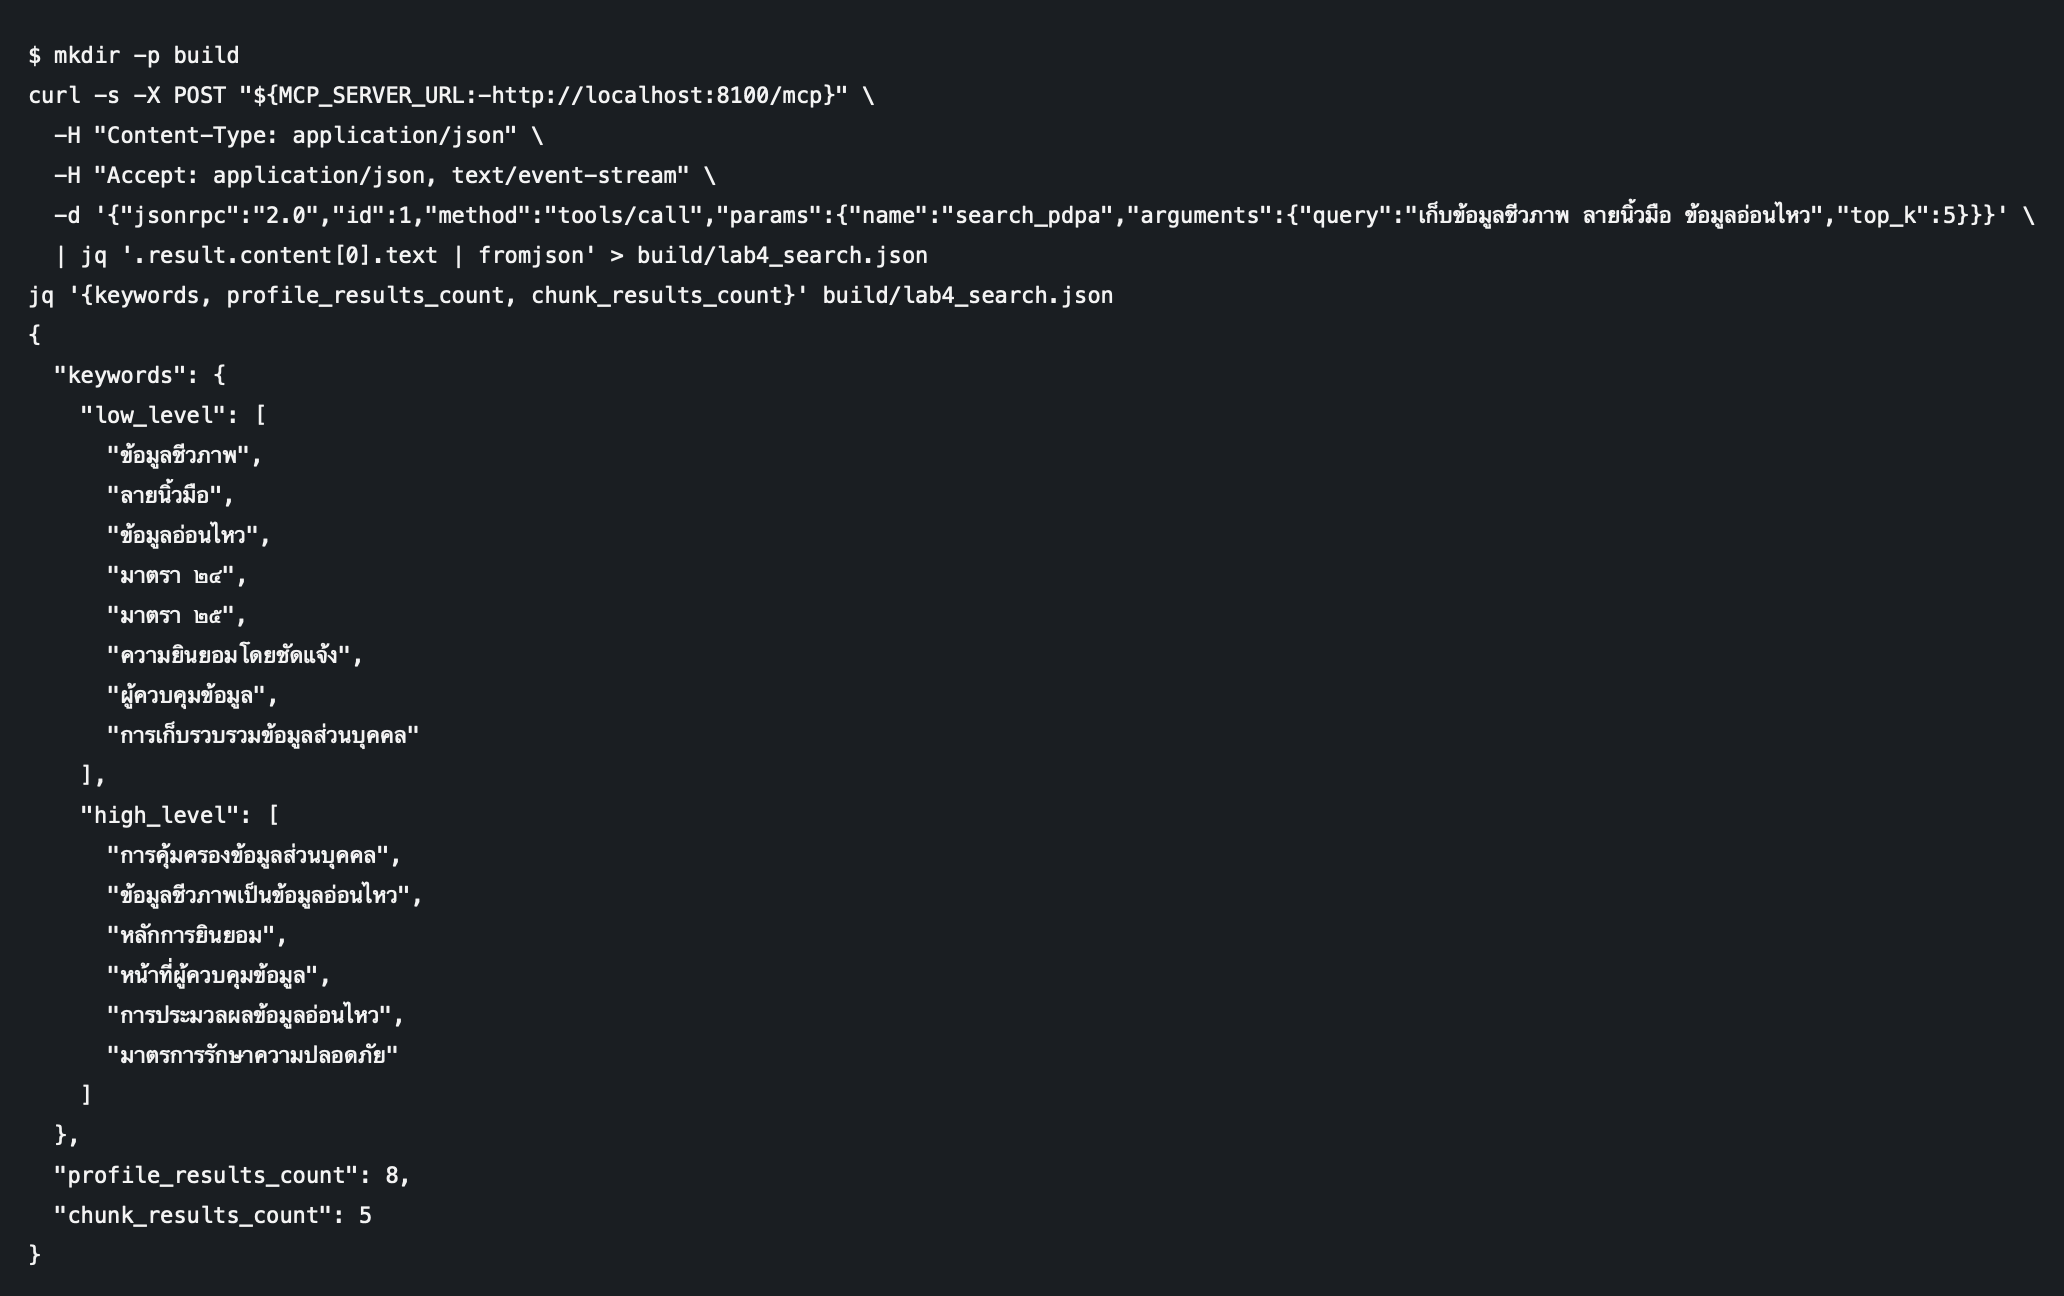 $ mkdir -p build
curl -s -X POST "${MCP_SERVER_URL:-http://localhost:8100/mcp}" \
  -H "Content-Type: application/json" \
  -H "Accept: application/json, text/event-stream" \
  -d '{"jsonrpc":"2.0","id":1,"method":"tools/call","params":{"name":"search_pdpa","arguments":{"query":"เก็บข้อมูลชีวภาพ ลายนิ้วมือ ข้อมูลอ่อนไหว","top_k":5}}}' \
  | jq '.result.content[0].text | fromjson' > build/lab4_search.json
jq '{keywords, profile_results_count, chunk_results_count}' build/lab4_search.json
{
  "keywords": {
    "low_level": [
      "ข้อมูลชีวภาพ",
      "ลายนิ้วมือ",
      "ข้อมูลอ่อนไหว",
      "มาตรา ๒๔",
      "มาตรา ๒๕",
      "ความยินยอมโดยชัดแจ้ง",
      "ผู้ควบคุมข้อมูล",
      "การเก็บรวบรวมข้อมูลส่วนบุคคล"
    ],
    "high_level": [
      "การคุ้มครองข้อมูลส่วนบุคคล",
      "ข้อมูลชีวภาพเป็นข้อมูลอ่อนไหว",
      "หลักการยินยอม",
      "หน้าที่ผู้ควบคุมข้อมูล",
      "การประมวลผลข้อมูลอ่อนไหว",
      "มาตรการรักษาความปลอดภัย"
    ]
  },
  "profile_results_count": 8,
  "chunk_results_count": 5
}